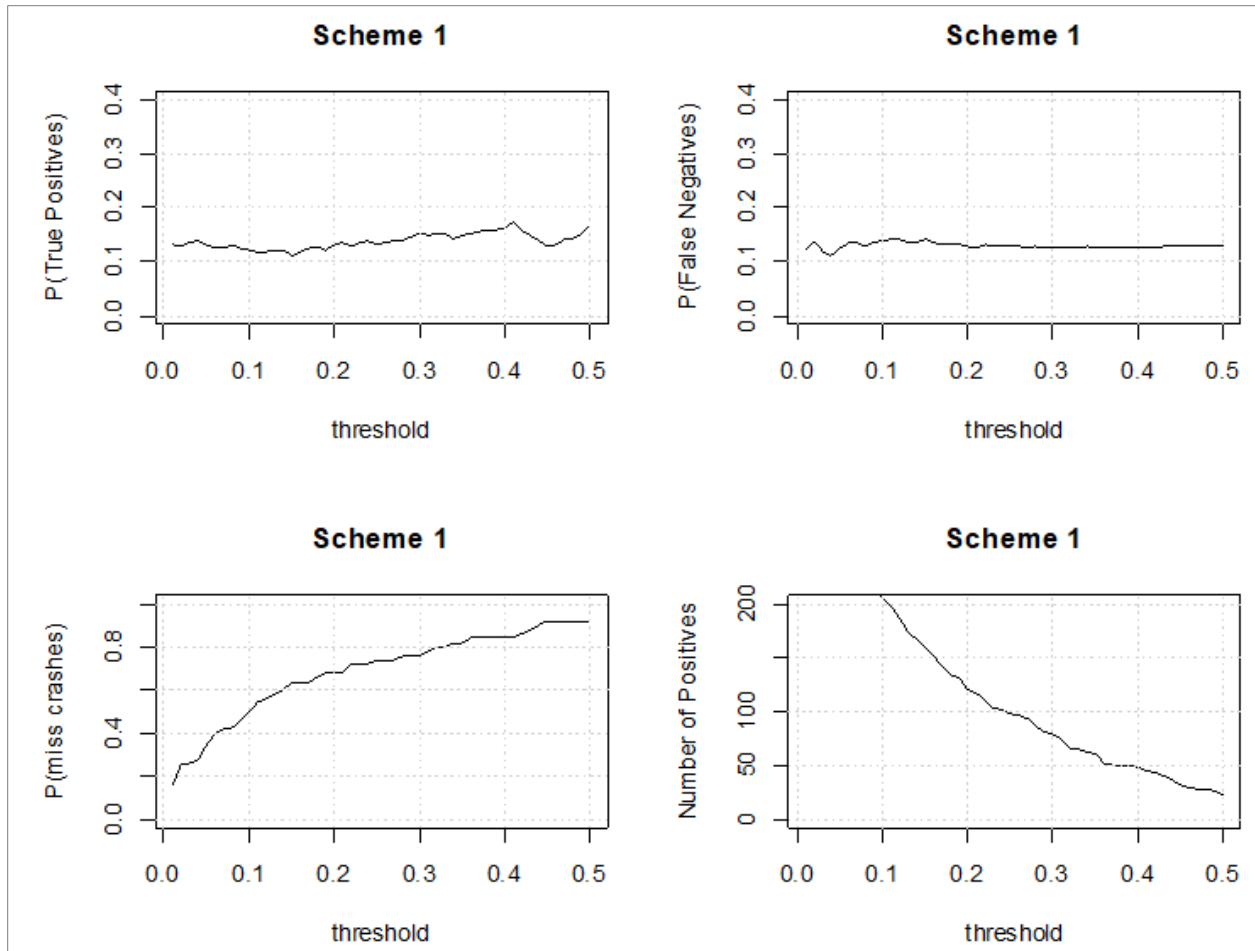 Scheme 1
P(True Positives)
0.0 0.1 0.2 0.3 0.4
0.0 0.1 0.2 0.3 0.4 0.5
threshold
Scheme 1
P(False Negatives)
0.0 0.1 0.2 0.3 0.4
0.0 0.1 0.2 0.3 0.4 0.5
threshold
Scheme 1
P(miss crashes)
0.0 0.4 0.8
0.0 0.1 0.2 0.3 0.4 0.5
threshold
Scheme 1
Number of Positives
0 50 100 200
0.0 0.1 0.2 0.3 0.4 0.5
threshold